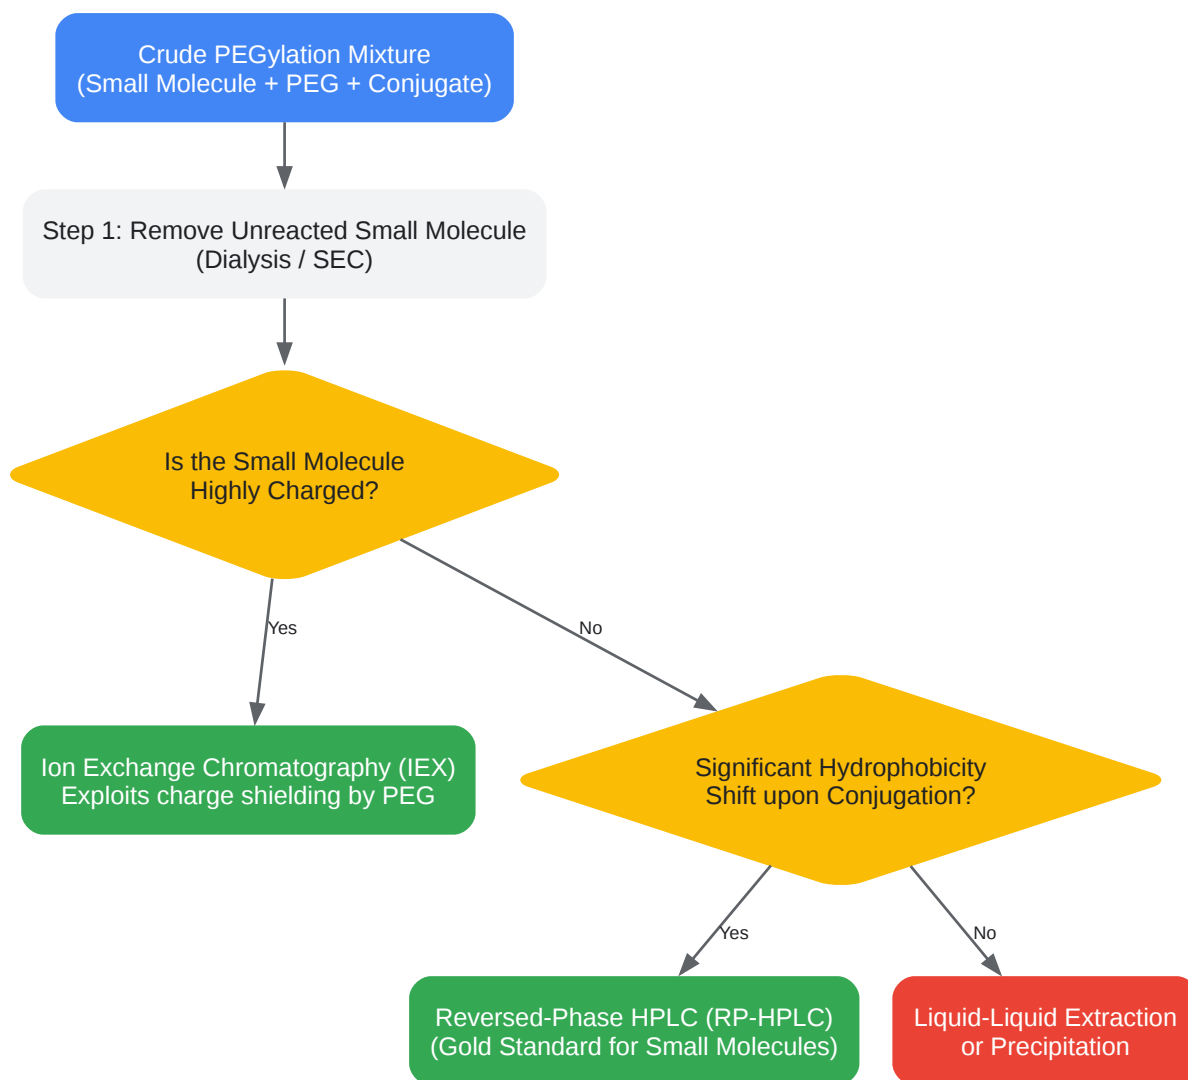 Crude PEGylation Mixture
(Small Molecule + PEG + Conjugate)
Step 1: Remove Unreacted Small Molecule
(Dialysis / SEC)
Is the Small Molecule
Highly Charged?
Yes
No
Ion Exchange Chromatography (IEX)
Exploits charge shielding by PEG
Significant Hydrophobicity
Shift upon Conjugation?
Yes
No
Reversed-Phase HPLC (RP-HPLC)
(Gold Standard for Small Molecules)
Liquid-Liquid Extraction
or Precipitation